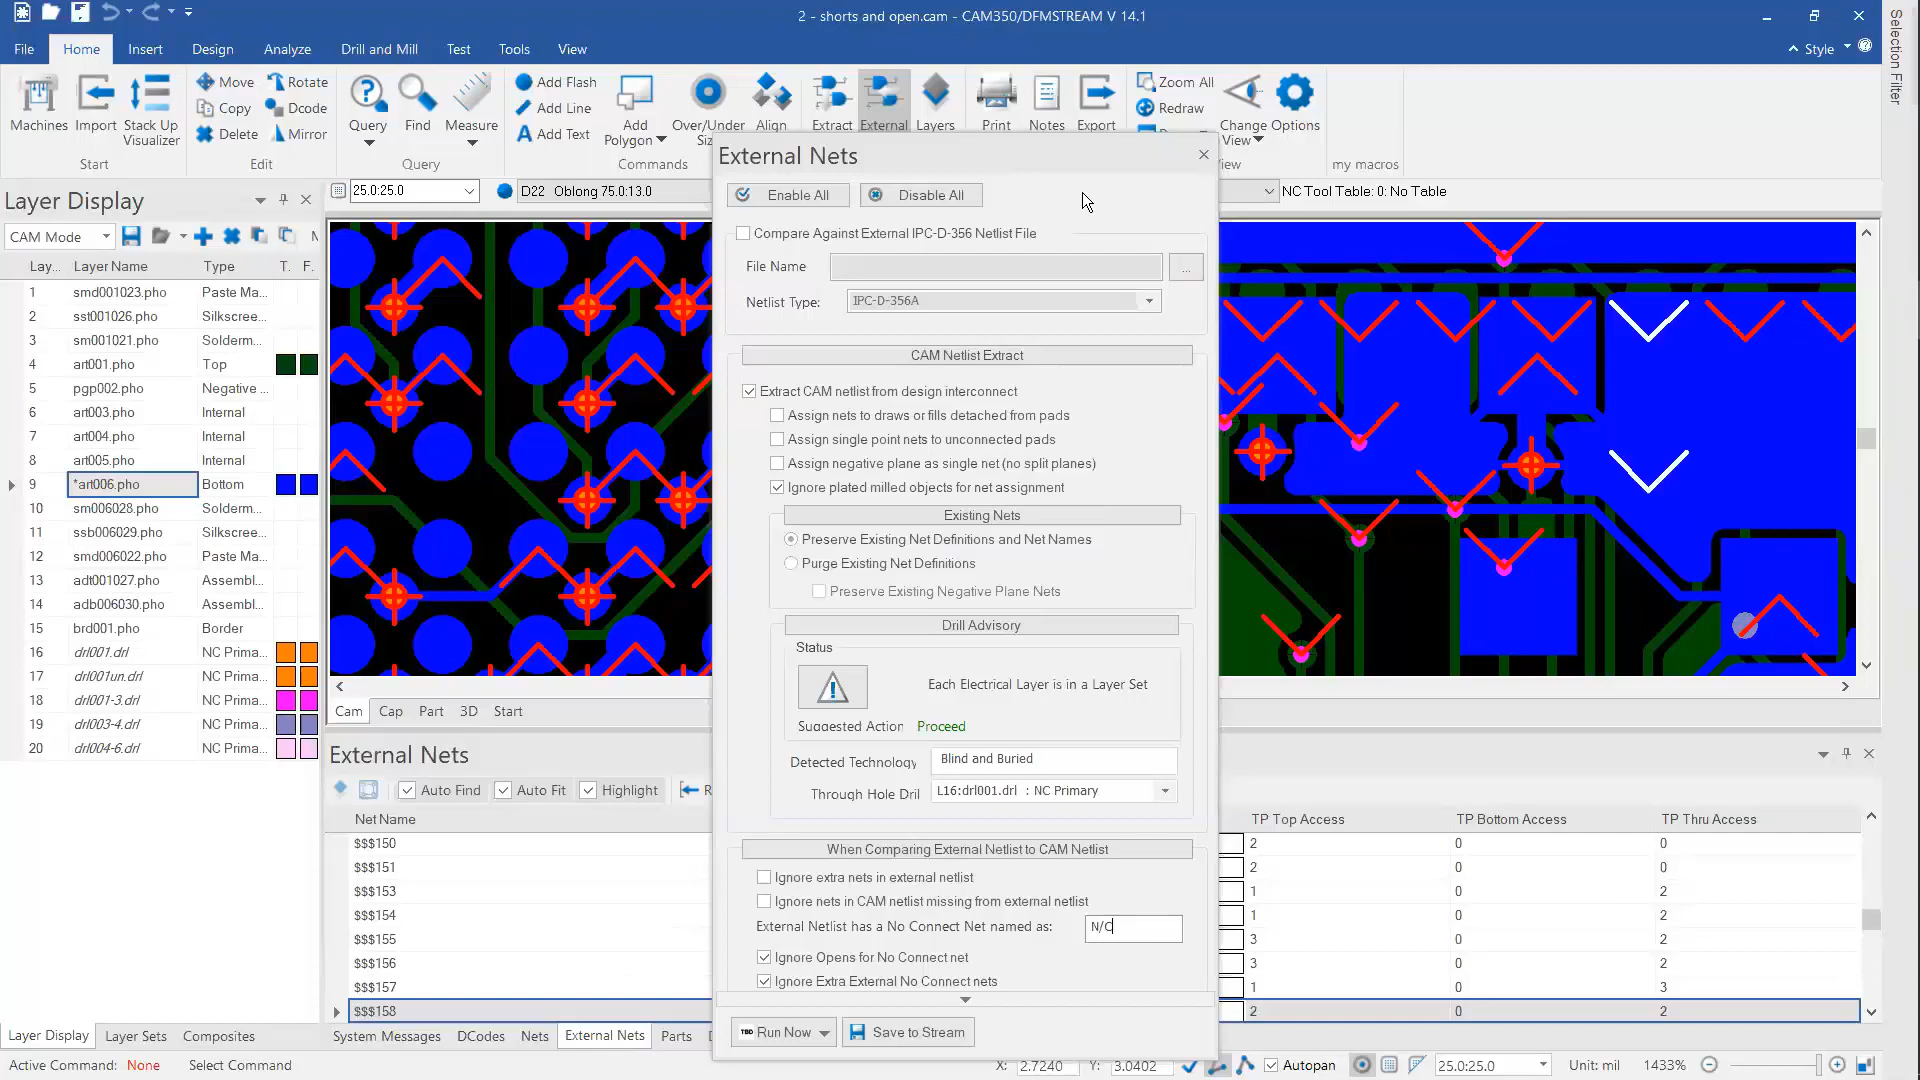 2 - shorts and open.cam - CAM350/DFMSTREAM V 14.1
File Home Insert Design Analyze Drill and Mill Test Tools View
Style
Selection Filter
Move Rotate Add Flash Zoom All
Copy Dcode Add Line Redraw
Delete Mirror Add Text
Machines Import Stack Up Visualizer Query Find Measure Add Polygon Over/Under Align Extract External Layers Print Notes Export Change View Options
Start Edit Query Commands my macros
Layer Display
25.0:25.0 D22 Oblong 75.0:13.0
NC Tool Table: 0: No Table
CAM Mode
Lay... Layer Name Type T. F.
1 smd001023.pho Paste Ma...
2 sst001026.pho Silkscree...
3 sm001021.pho Solderm...
4 art001.pho Top
5 pgp002.pho Negative ...
6 art003.pho Internal
7 art004.pho Internal
8 art005.pho Internal
9 *art006.pho Bottom
10 sm006028.pho Solderm...
11 ssb006029.pho Silkscree...
12 smd006022.pho Paste Ma...
13 adt001027.pho Assembl...
14 adb006030.pho Assembl...
15 brd001.pho Border
16 drl001.drl NC Prima...
17 drl001un.drl NC Prima...
18 drl001-3.drl NC Prima...
19 drl003-4.drl NC Prima...
20 drl004-6.drl NC Prima...
Layer Display Layer Sets Composites
External Nets
Enable All Disable All
Compare Against External IPC-D-356 Netlist File
File Name ...
Netlist Type: IPC-D-356A
CAM Netlist Extract
Extract CAM netlist from design interconnect
Assign nets to draws or fills detached from pads
Assign single point nets to unconnected pads
Assign negative plane as single net (no split planes)
Ignore plated milled objects for net assignment
Existing Nets
Preserve Existing Net Definitions and Net Names
Purge Existing Net Definitions
Preserve Existing Negative Plane Nets
Drill Advisory
Status
Each Electrical Layer is in a Layer Set
Suggested Action Proceed
Detected Technology Blind and Buried
Through Hole Dril L16:drl001.drl : NC Primary
When Comparing External Netlist to CAM Netlist
Ignore extra nets in external netlist
Ignore nets in CAM netlist missing from external netlist
External Netlist has a No Connect Net named as: N/C
Ignore Opens for No Connect net
Ignore Extra External No Connect nets
TBD Run Now Save to Stream
Cam Cap Part 3D Start
External Nets
Auto Find Auto Fit Highlight R
Net Name TP Top Access TP Bottom Access TP Thru Access
$$$150 2 0 0
$$$151 2 0 0
$$$153 1 0 2
$$$154 1 0 2
$$$155 3 0 2
$$$156 3 0 2
$$$157 1 0 3
$$$158 2 0 2
System Messages DCodes Nets External Nets Parts
Active Command: None Select Command
X: 2.7240 Y: 3.0402 Autopan 25.0:25.0 Unit: mil 1433%